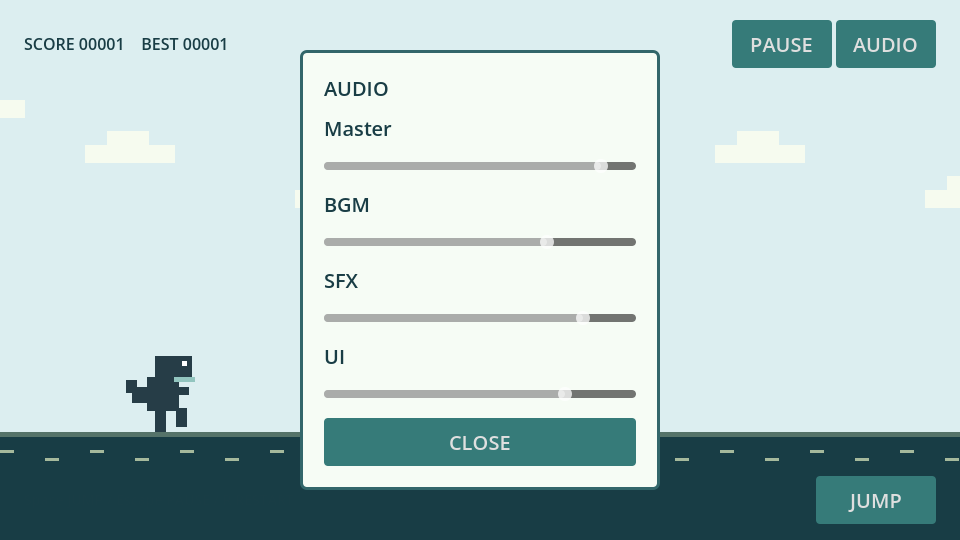 SCORE 00001 BEST 00001
PAUSE AUDIO
AUDIO
Master
BGM
SFX
UI
CLOSE
JUMP